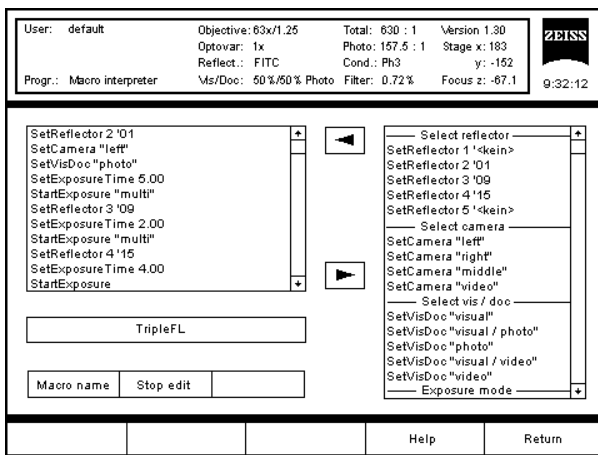 User: default Objective: 63x/1.25 Total: 630 : 1 Version 1.30
Optovar: 1x Photo: 157.5 : 1 Stage x: 183
Reflect.: FITC Cond.: Ph3 y: -152
Progr.: Macro interpreter Vis/Doc: 50%/50% Photo Filter: 0.72% Focus z: -67.1
ZEISS
9:32:12
SetReflector 2 '01
SetCamera "left"
SetVisDoc "photo"
SetExposureTime 5.00
StartExposure "multi"
SetReflector 3 '09
SetExposureTime 2.00
StartExposure "multi"
SetReflector 4 '15
SetExposureTime 4.00
StartExposure
TripleFL
Macro name Stop edit
Select reflector
SetReflector 1 '<kein>
SetReflector 2 '01
SetReflector 3 '09
SetReflector 4 '15
SetReflector 5 '<kein>
Select camera
SetCamera "left"
SetCamera "right"
SetCamera "middle"
SetCamera "video"
Select vis / doc
SetVisDoc "visual"
SetVisDoc "visual / photo"
SetVisDoc "photo"
SetVisDoc "visual / video"
SetVisDoc "video"
Exposure mode
Help Return